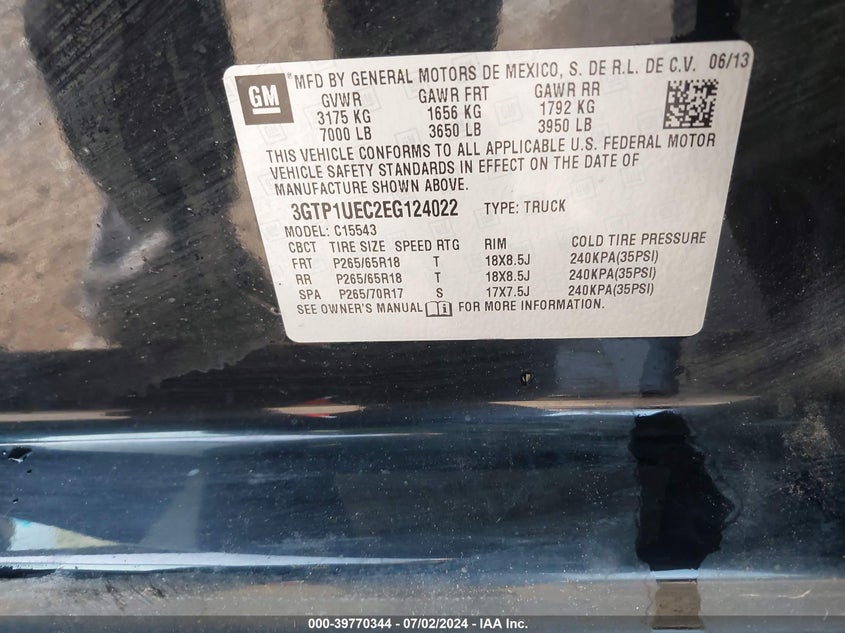 GM
® MFD BY GENERAL MOTORS DE MEXICO, S. DE R.L. DE C.V. 06/13
GVWR GAWR FRT GAWR RR
3175 KG 1656 KG 1792 KG
7000 LB 3650 LB 3950 LB
THIS VEHICLE CONFORMS TO ALL APPLICABLE U.S. FEDERAL MOTOR
VEHICLE SAFETY STANDARDS IN EFFECT ON THE DATE OF
MANUFACTURE SHOWN ABOVE.
3GTP1UEC2EG124022 TYPE: TRUCK
MODEL: C15543
CBCT TIRE SIZE SPEED RTG RIM COLD TIRE PRESSURE
FRT P265/65R18 T 18X8.5J 240KPA(35PSI)
RR P265/65R18 T 18X8.5J 240KPA(35PSI)
SPA P265/70R17 S 17X7.5J 240KPA(35PSI)
SEE OWNER'S MANUAL FOR MORE INFORMATION.
000-39770344 - 07/02/2024 - IAA Inc.